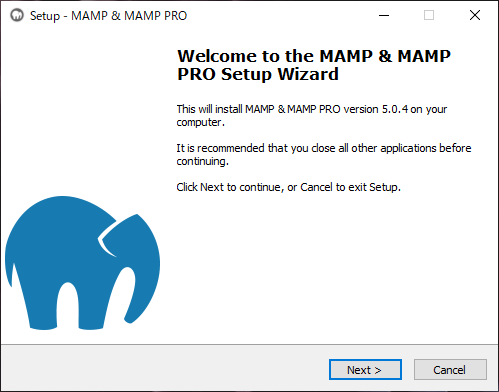 Setup - MAMP & MAMP PRO
Welcome to the MAMP & MAMP
PRO Setup Wizard
This will install MAMP & MAMP PRO version 5.0.4 on your
computer.
It is recommended that you close all other applications before
continuing.
Click Next to continue, or Cancel to exit Setup.
Next >
Cancel